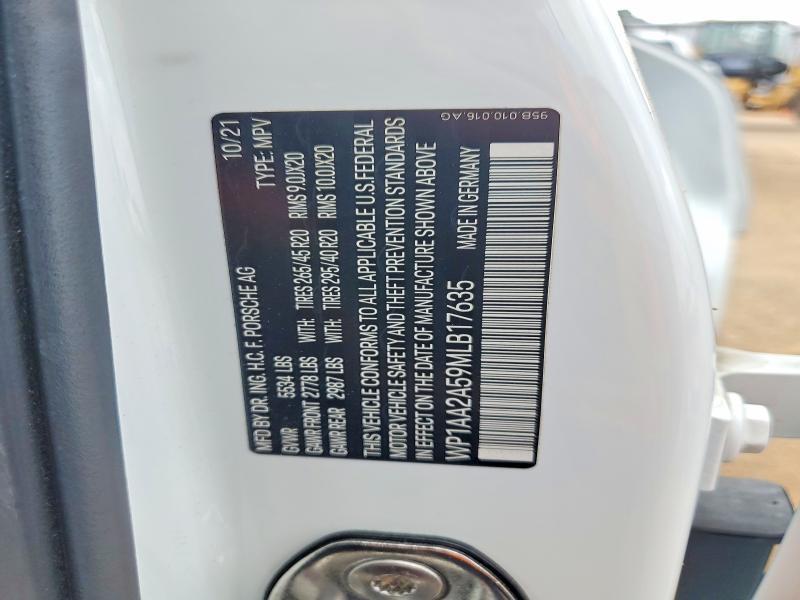 MFD BY DR. ING. H.C. F. PORSCHE AG 10/21
GVWR 5534 LBS TYPE: MPV
GAWR FRONT 2778 LBS WITH: TIRES 265/45 R20 RIMS 9.0JX20
GAWR REAR 2987 LBS WITH: TIRES 295/40 R20 RIMS 10.0JX20
THIS VEHICLE CONFORMS TO ALL APPLICABLE U.S. FEDERAL
MOTOR VEHICLE SAFETY AND THEFT PREVENTION STANDARDS
IN EFFECT ON THE DATE OF MANUFACTURE SHOWN ABOVE
WP1AA2A59MLB17635 MADE IN GERMANY
95B.010.016.AG